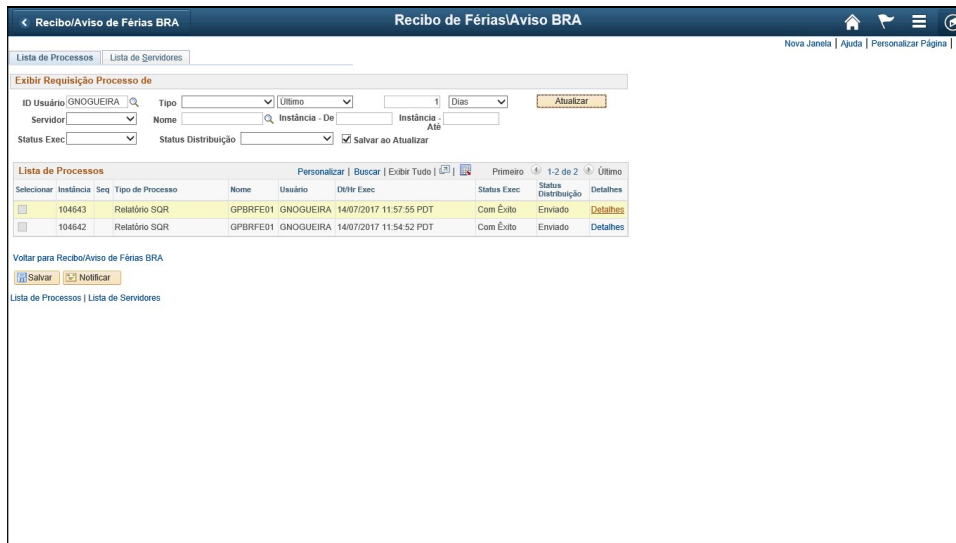 Recibo/Aviso de Férias BRA
Recibo de Férias\Aviso BRA
Nova Janela | Ajuda | Personalizar Página |
Lista de Processos Lista de Servidores
Exibir Requisição Processo de
ID Usuário GNOGUEIRA Tipo Último 1 Dias Atualizar
Servidor Nome Instância - De Instância - Até
Status Exec Status Distribuição Salvar ao Atualizar
Lista de Processos Personalizar | Buscar | Exibir Tudo | | Primeiro 1-2 de 2 Último
Selecionar Instância Seq Tipo de Processo Nome Usuário Dt/Hr Exec Status Exec Status Distribuição Detalhes
104643 Relatório SQR GPBRFE01 GNOGUEIRA 14/07/2017 11:57:55 PDT Com Êxito Enviado Detalhes
104642 Relatório SQR GPBRFE01 GNOGUEIRA 14/07/2017 11:54:52 PDT Com Êxito Enviado Detalhes
Voltar para Recibo/Aviso de Férias BRA
Salvar Notificar
Lista de Processos | Lista de Servidores